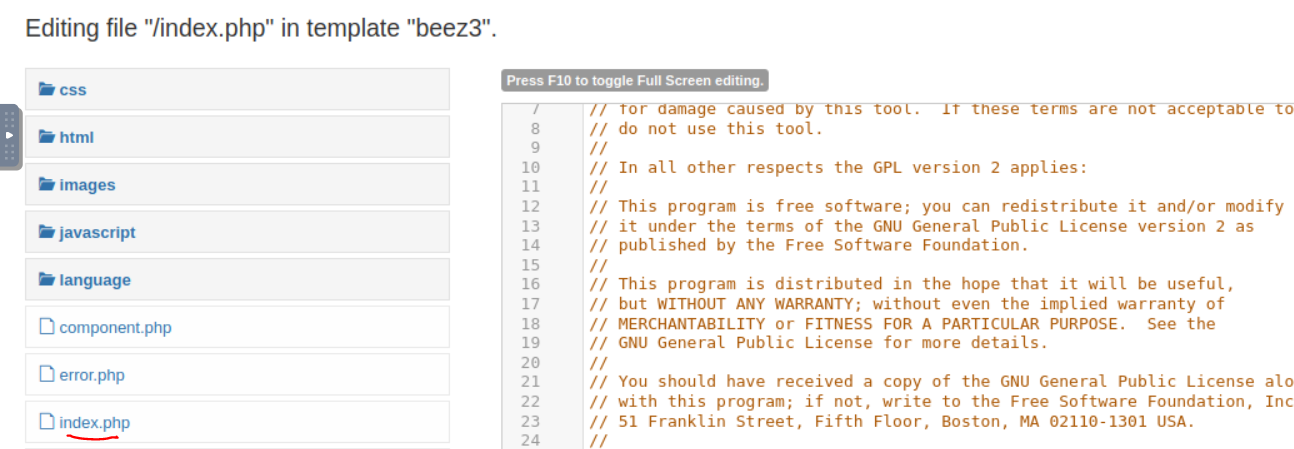 Editing file "/index.php" in template "beez3".
css
html
images
javascript
language
component.php
error.php
index.php
Press F10 to toggle Full Screen editing.
7 // for damage caused by this tool.  If these terms are not acceptable to
8 // do not use this tool.
9 //
10 // In all other respects the GPL version 2 applies:
11 //
12 // This program is free software; you can redistribute it and/or modify
13 // it under the terms of the GNU General Public License version 2 as
14 // published by the Free Software Foundation.
15 //
16 // This program is distributed in the hope that it will be useful,
17 // but WITHOUT ANY WARRANTY; without even the implied warranty of
18 // MERCHANTABILITY or FITNESS FOR A PARTICULAR PURPOSE.  See the
19 // GNU General Public License for more details.
20 //
21 // You should have received a copy of the GNU General Public License alo
22 // with this program; if not, write to the Free Software Foundation, Inc
23 // 51 Franklin Street, Fifth Floor, Boston, MA 02110-1301 USA.
24 //